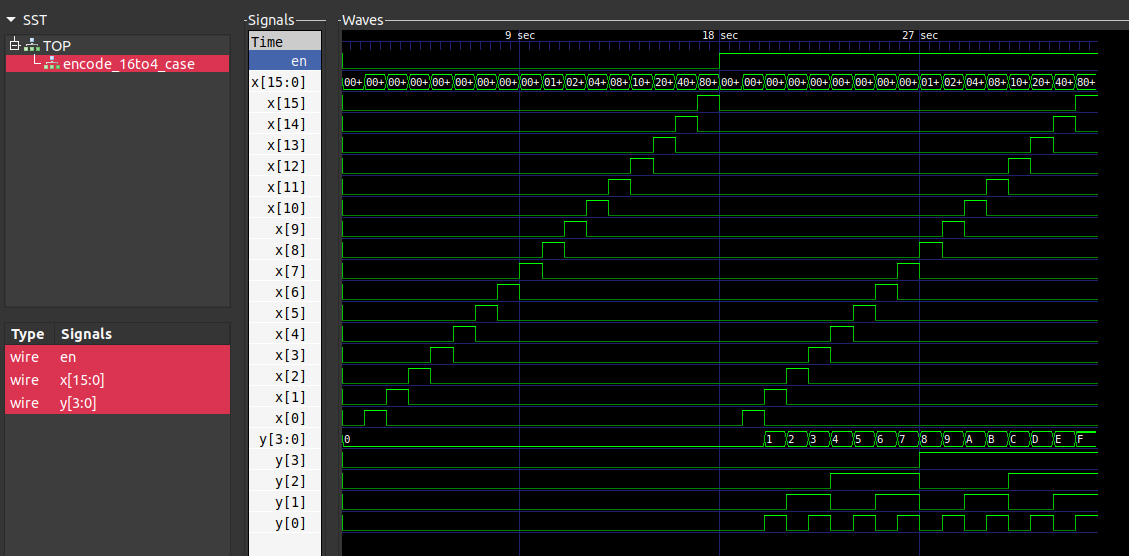 SST
TOP
encode_16to4_case
Type Signals
wire en
wire x[15:0]
wire y[3:0]
Signals
Time
en
x[15:0]
x[15]
x[14]
x[13]
x[12]
x[11]
x[10]
x[9]
x[8]
x[7]
x[6]
x[5]
x[4]
x[3]
x[2]
x[1]
x[0]
y[3:0]
y[3]
y[2]
y[1]
y[0]
Waves
9 sec 18 sec 27 sec
00+ 00+ 00+ 00+ 00+ 00+ 00+ 00+ 00+ 01+ 02+ 04+ 08+ 10+ 20+ 40+ 80+ 00+ 00+ 00+ 00+ 00+ 00+ 00+ 00+ 00+ 01+ 02+ 04+ 08+ 10+ 20+ 40+ 80+
0 1 2 3 4 5 6 7 8 9 A B C D E F